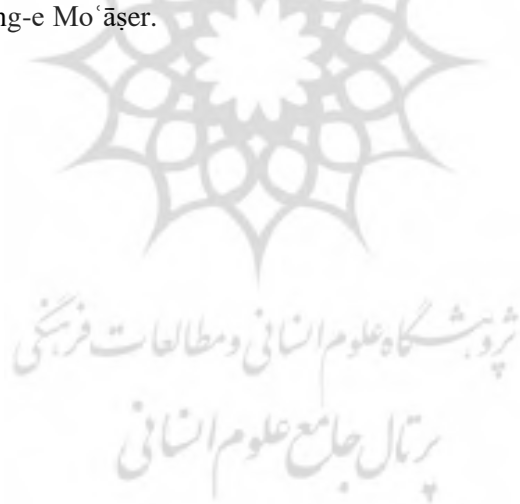 ng-e Moʿāṣer.
پژوهشگاه علوم انسانی و مطالعات فرهنگی
پرتال جامع علوم انسانی